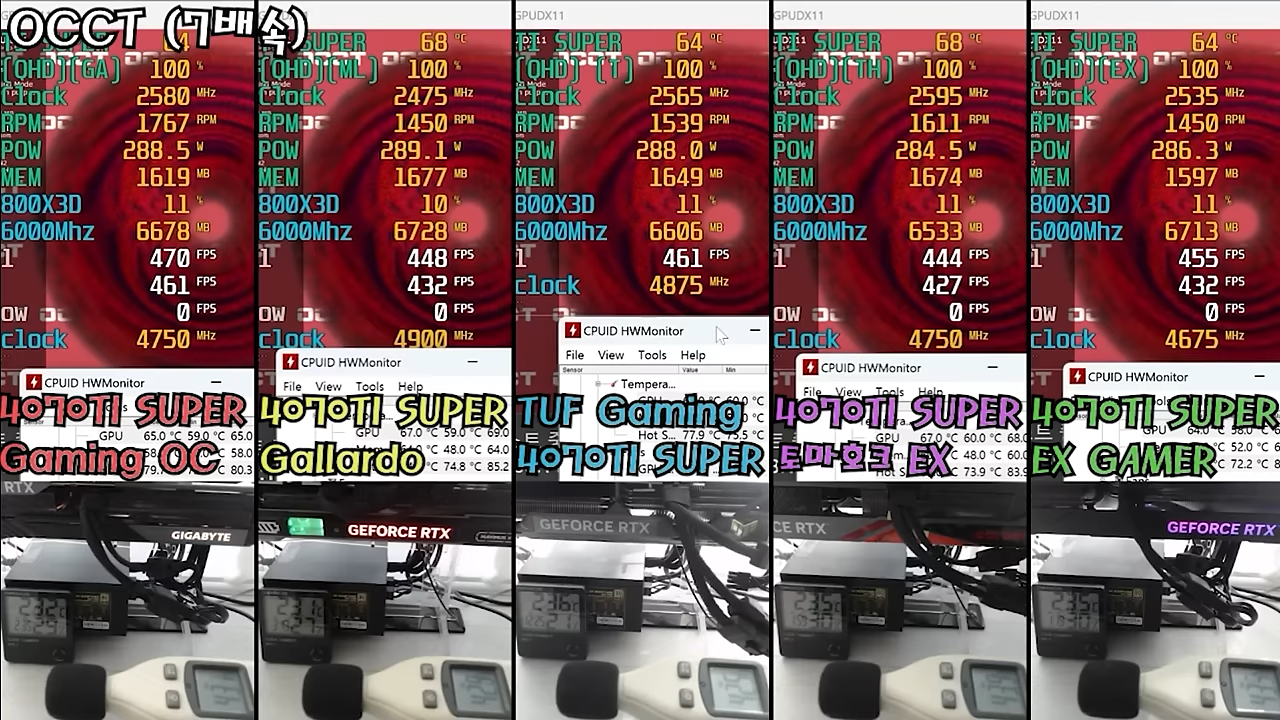 OCCT (7배속)
GPUDX11
GPUDX11
GPUDX11
TI SUPER 64
(QHD)(GA) 100 %
Clock 2580 MHz
RPM 1767 RPM
POW 288.5 W
MEM 1619 MB
800X3D 11 %
6000Mhz 6678 MB
1 470 FPS
461 FPS
OW 0 FPS
clock 4750 MHz
CPUID HWMonitor
GPU 65.0 °C 59.0 °C 65.0
80.3
4070TI SUPER
Gaming OC
RTX
GIGABYTE
SUPER 68 °C
(QHD)(ML) 100 %
Clock 2475 MHz
RPM 1450 RPM
POW 289.1 W
MEM 1677 MB
800X3D 10 %
6000Mhz 6728 MB
1 448 FPS
432 FPS
OW 0 FPS
clock 4900 MHz
CPUID HWMonitor
File View Tools Help
GPU 67.0 °C 59.0 °C 69.0
48.0 °C 64.0
74.8 °C 85.2
4070TI SUPER
Gallardo
GEFORCE RTX
TI SUPER 64 °C
(QHD) (T) 100 %
Clock 2565 MHz
RPM 1539 RPM
POW 288.0 W
MEM 1649 MB
800X3D 11 %
6000Mhz 6606 MB
461 FPS
clock 4875 MHz
CPUID HWMonitor
File View Tools Help
Sensor Value Min
Tempera...
Hot S... 77.9 °C 75.5 °C
TUF Gaming
4070TI SUPER
GEFORCE RTX
TI SUPER 68 °C
(QHD)(TH) 100 %
Clock 2595 MHz
RPM 1611 RPM
POW 284.5 W
MEM 1674 MB
800X3D 11 %
6000Mhz 6533 MB
1 444 FPS
427 FPS
OW 0 FPS
clock 4750 MHz
CPUID HWMonitor
File View Tools Help
GPU 67.0 °C 60.0 °C 68.0
48.0 °C 60.0
Hot S... 73.9 °C 83.9
4070TI SUPER
토마호크 EX
CE RTX
TI SUPER 64 °C
(QHD)(EX) 100 %
Clock 2535 MHz
RPM 1450 RPM
POW 286.3 W
MEM 1597 MB
800X3D 11 %
6000Mhz 6713 MB
1 455 FPS
432 FPS
OW 0 FPS
clock 4675 MHz
CPUID HWMonitor
52.0 °C
72.2 °C
4070TI SUPER
EX GAMER
GEFORCE RTX